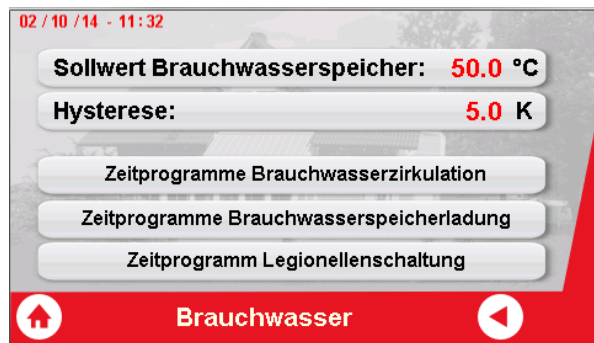 02 / 10 / 14 - 11:32
Sollwert Brauchwasserspeicher: 50.0 °C
Hysterese: 5.0 K
Zeitprogramme Brauchwasserzirkulation
Zeitprogramme Brauchwasserspeicherladung
Zeitprogramm Legionellenschaltung
Brauchwasser